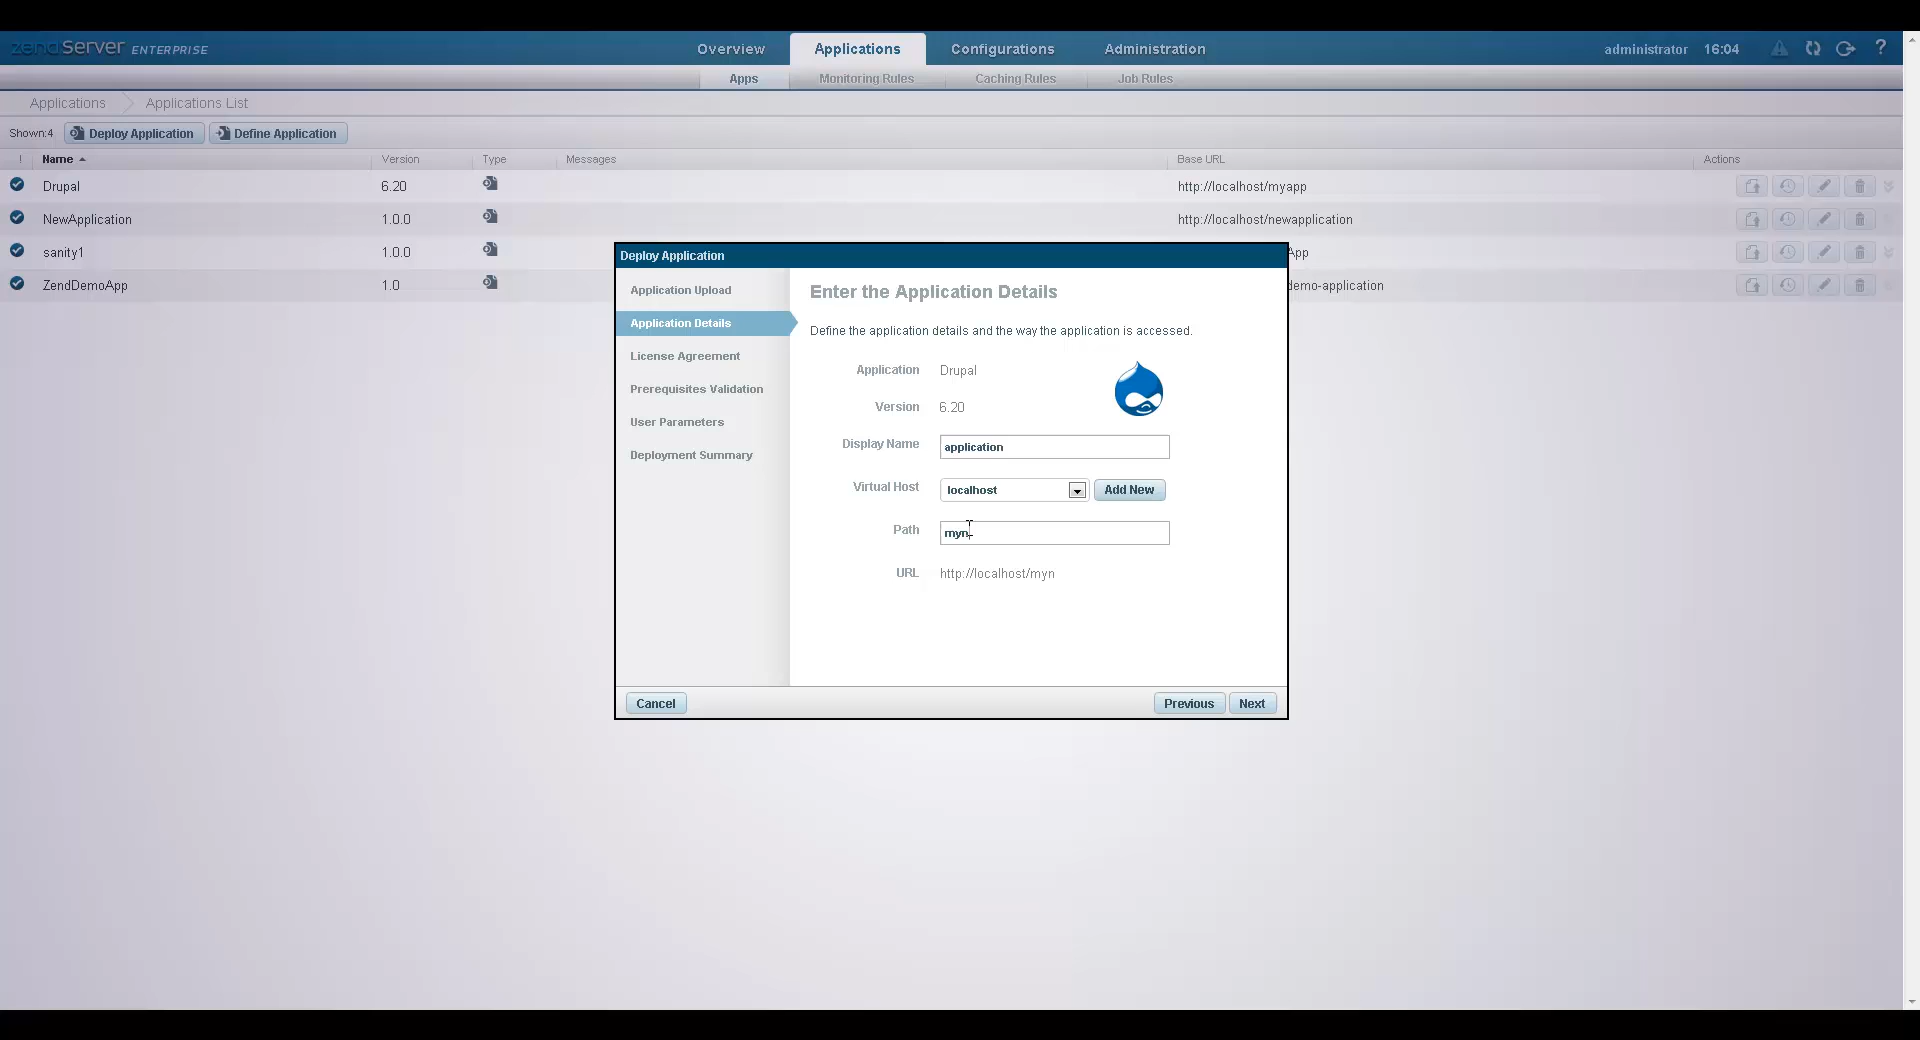 zend Server ENTERPRISE
Overview Applications Configurations Administration
administrator 16:04 ?
Apps Monitoring Rules Caching Rules Job Rules
Applications Applications List
Shown:4 Deploy Application Define Application
! Name Version Type Messages Base URL Actions
Drupal 6.20 http://localhost/myapp
NewApplication 1.0.0 http://localhost/newapplication
sanity1 1.0.0 App
ZendDemoApp 1.0 demo-application
Deploy Application
Application Upload
Application Details
License Agreement
Prerequisites Validation
User Parameters
Deployment Summary
Enter the Application Details
Define the application details and the way the application is accessed.
Application Drupal
Version 6.20
Display Name application
Virtual Host localhost Add New
Path myn
URL http://localhost/myn
Cancel Previous Next